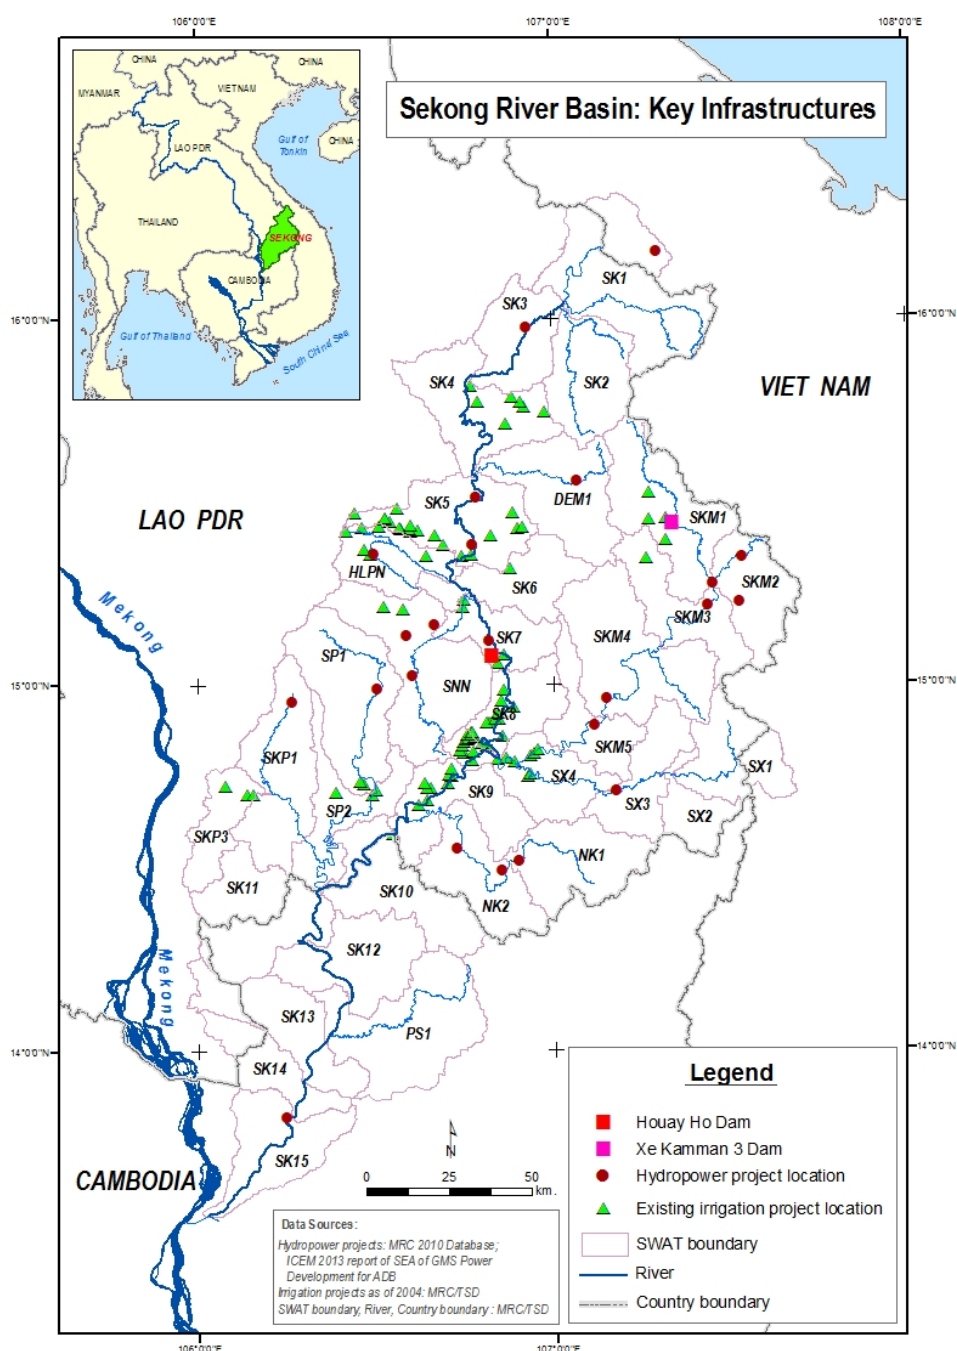 106°0'0"E
107°0'0"E
108°0'0"E
CHINA
CHINA
MYANMAR
VIETNAM
Gulf of
Tonkin
CHINA
LAO PDR
THAILAND
SEKONG
CAMBODIA
Gulf of Thailand
South China Sea
Sekong River Basin: Key Infrastructures
SK1
SK3
16°0'0"N
16°0'0"N
SK4
SK2
VIET NAM
SK5
DEM1
LAO PDR
SKM1
HLPN
SK6
SKM2
Mekong
SKM3
SK7
SKM4
SP1
15°0'0"N
SNN
15°0'0"N
SK8
SKP1
SKM5
SX1
SX4
SK9
SX3
SP2
SX2
SKP3
NK1
SK11
SK10
NK2
SK12
Mekong
SK13
PS1
14°0'0"N
14°0'0"N
SK14
SK15
CAMBODIA
N
0 25 50
km.
Legend
Houay Ho Dam
Xe Kamman 3 Dam
Hydropower project location
Existing irrigation project location
SWAT boundary
River
Country boundary
Data Sources:
Hydropower projects: MRC 2010 Database;
ICEM 2013 report of SEA of GMS Power
Development for ADB
Irrigation projects as of 2004: MRC/TSD
SWAT boundary, River, Country boundary : MRC/TSD
106°0'0"E
107°0'0"E